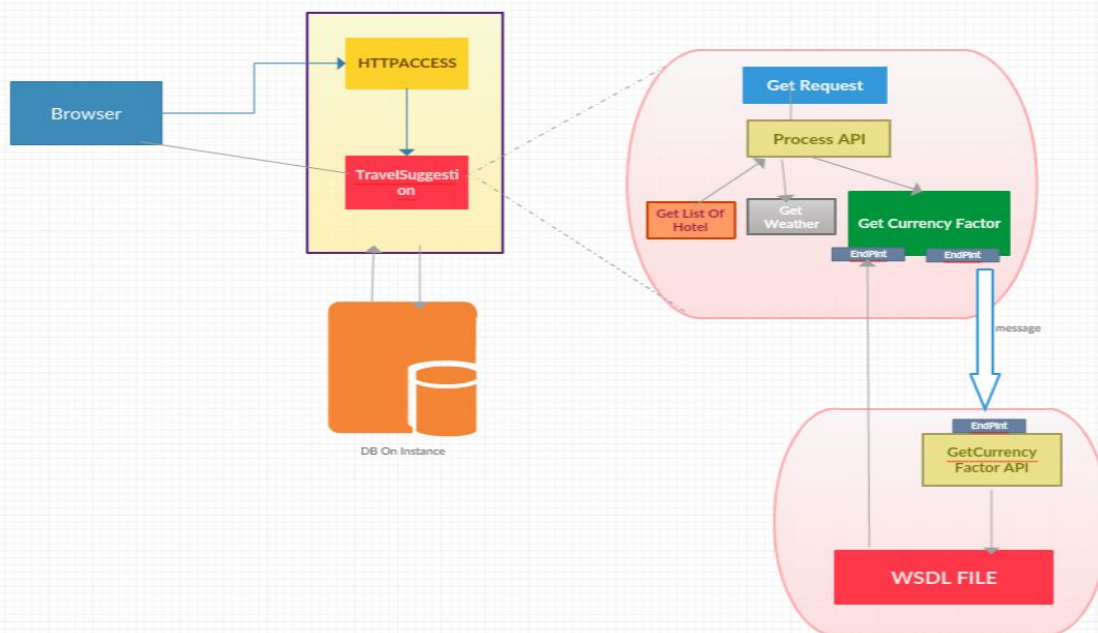 HTTPACCESS
Browser
TravelSuggesti
on
DB On Instance
Get Request
Process API
Get List Of
Hotel
Get
Weather
Get Currency Factor
EndPint
EndPint
message
EndPint
GetCurrency
Factor API
WSDL FILE